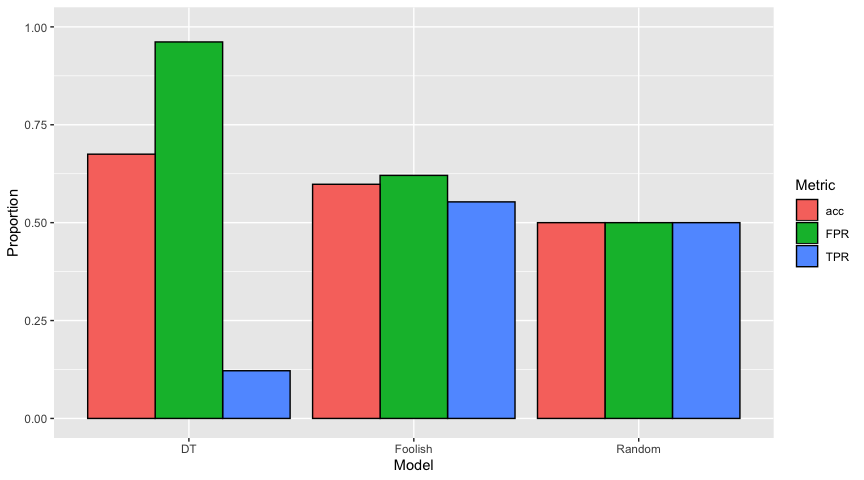 1.00
0.75
0.50
0.25
0.00
Proportion
DT
Foolish
Random
Model
Metric
acc
FPR
TPR